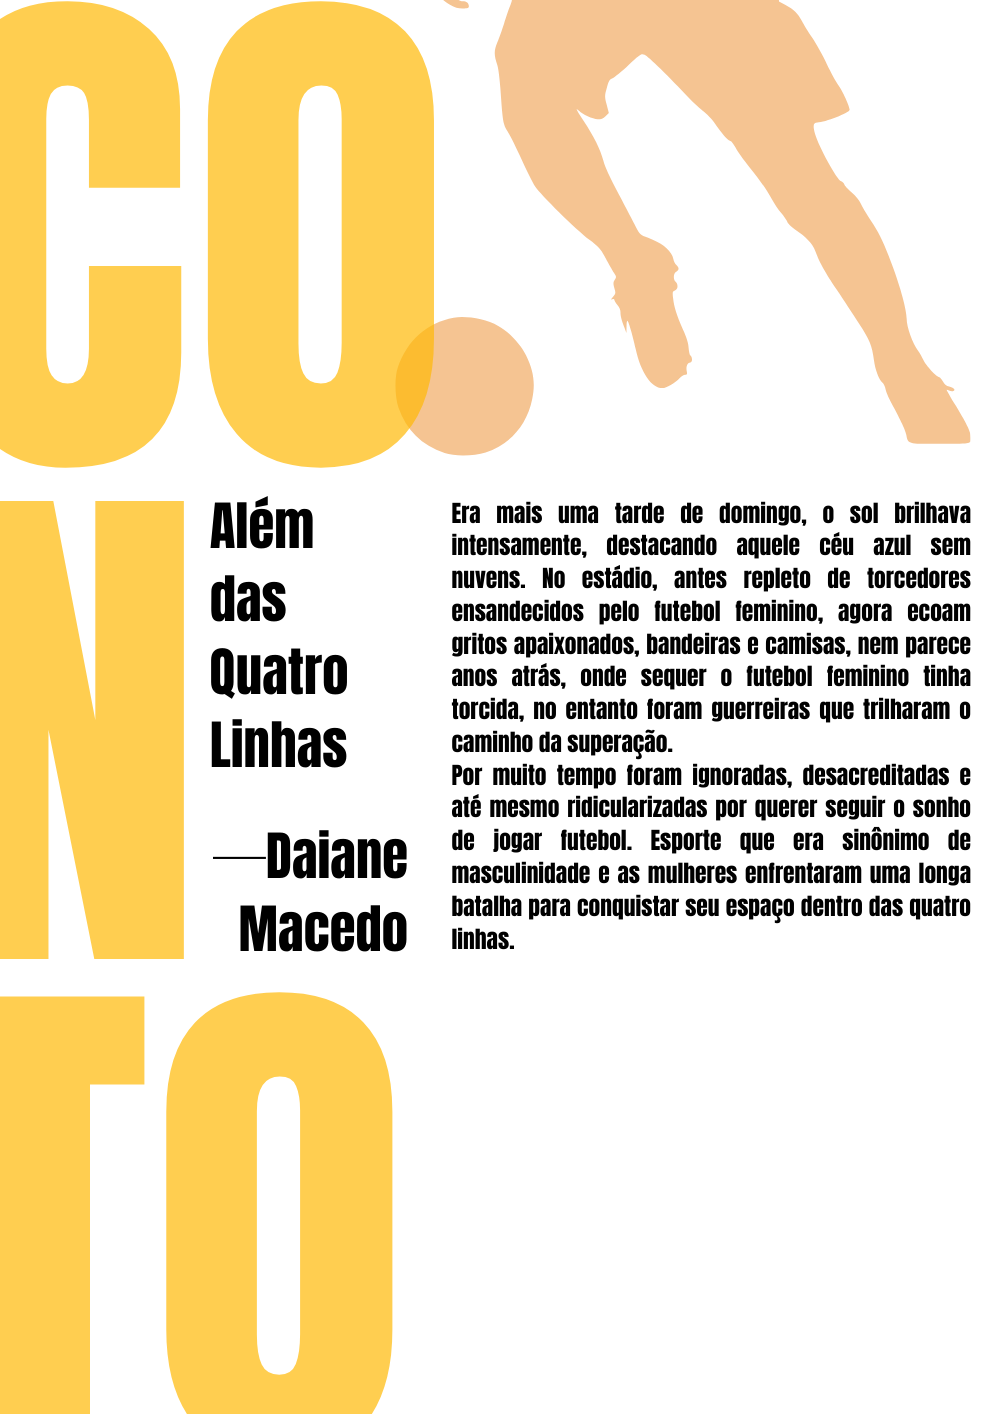 CO
N
TO
Além
das
Quatro
Linhas
—Daiane
Macedo
Era mais uma tarde de domingo, o sol brilhava
intensamente, destacando aquele céu azul sem
nuvens. No estádio, antes repleto de torcedores
ensandecidos pelo futebol feminino, agora ecoam
gritos apaixonados, bandeiras e camisas, nem parece
anos atrás, onde sequer o futebol feminino tinha
torcida, no entanto foram guerreiras que trilharam o
caminho da superação.
Por muito tempo foram ignoradas, desacreditadas e
até mesmo ridicularizadas por querer seguir o sonho
de jogar futebol. Esporte que era sinônimo de
masculinidade e as mulheres enfrentaram uma longa
batalha para conquistar seu espaço dentro das quatro
linhas.